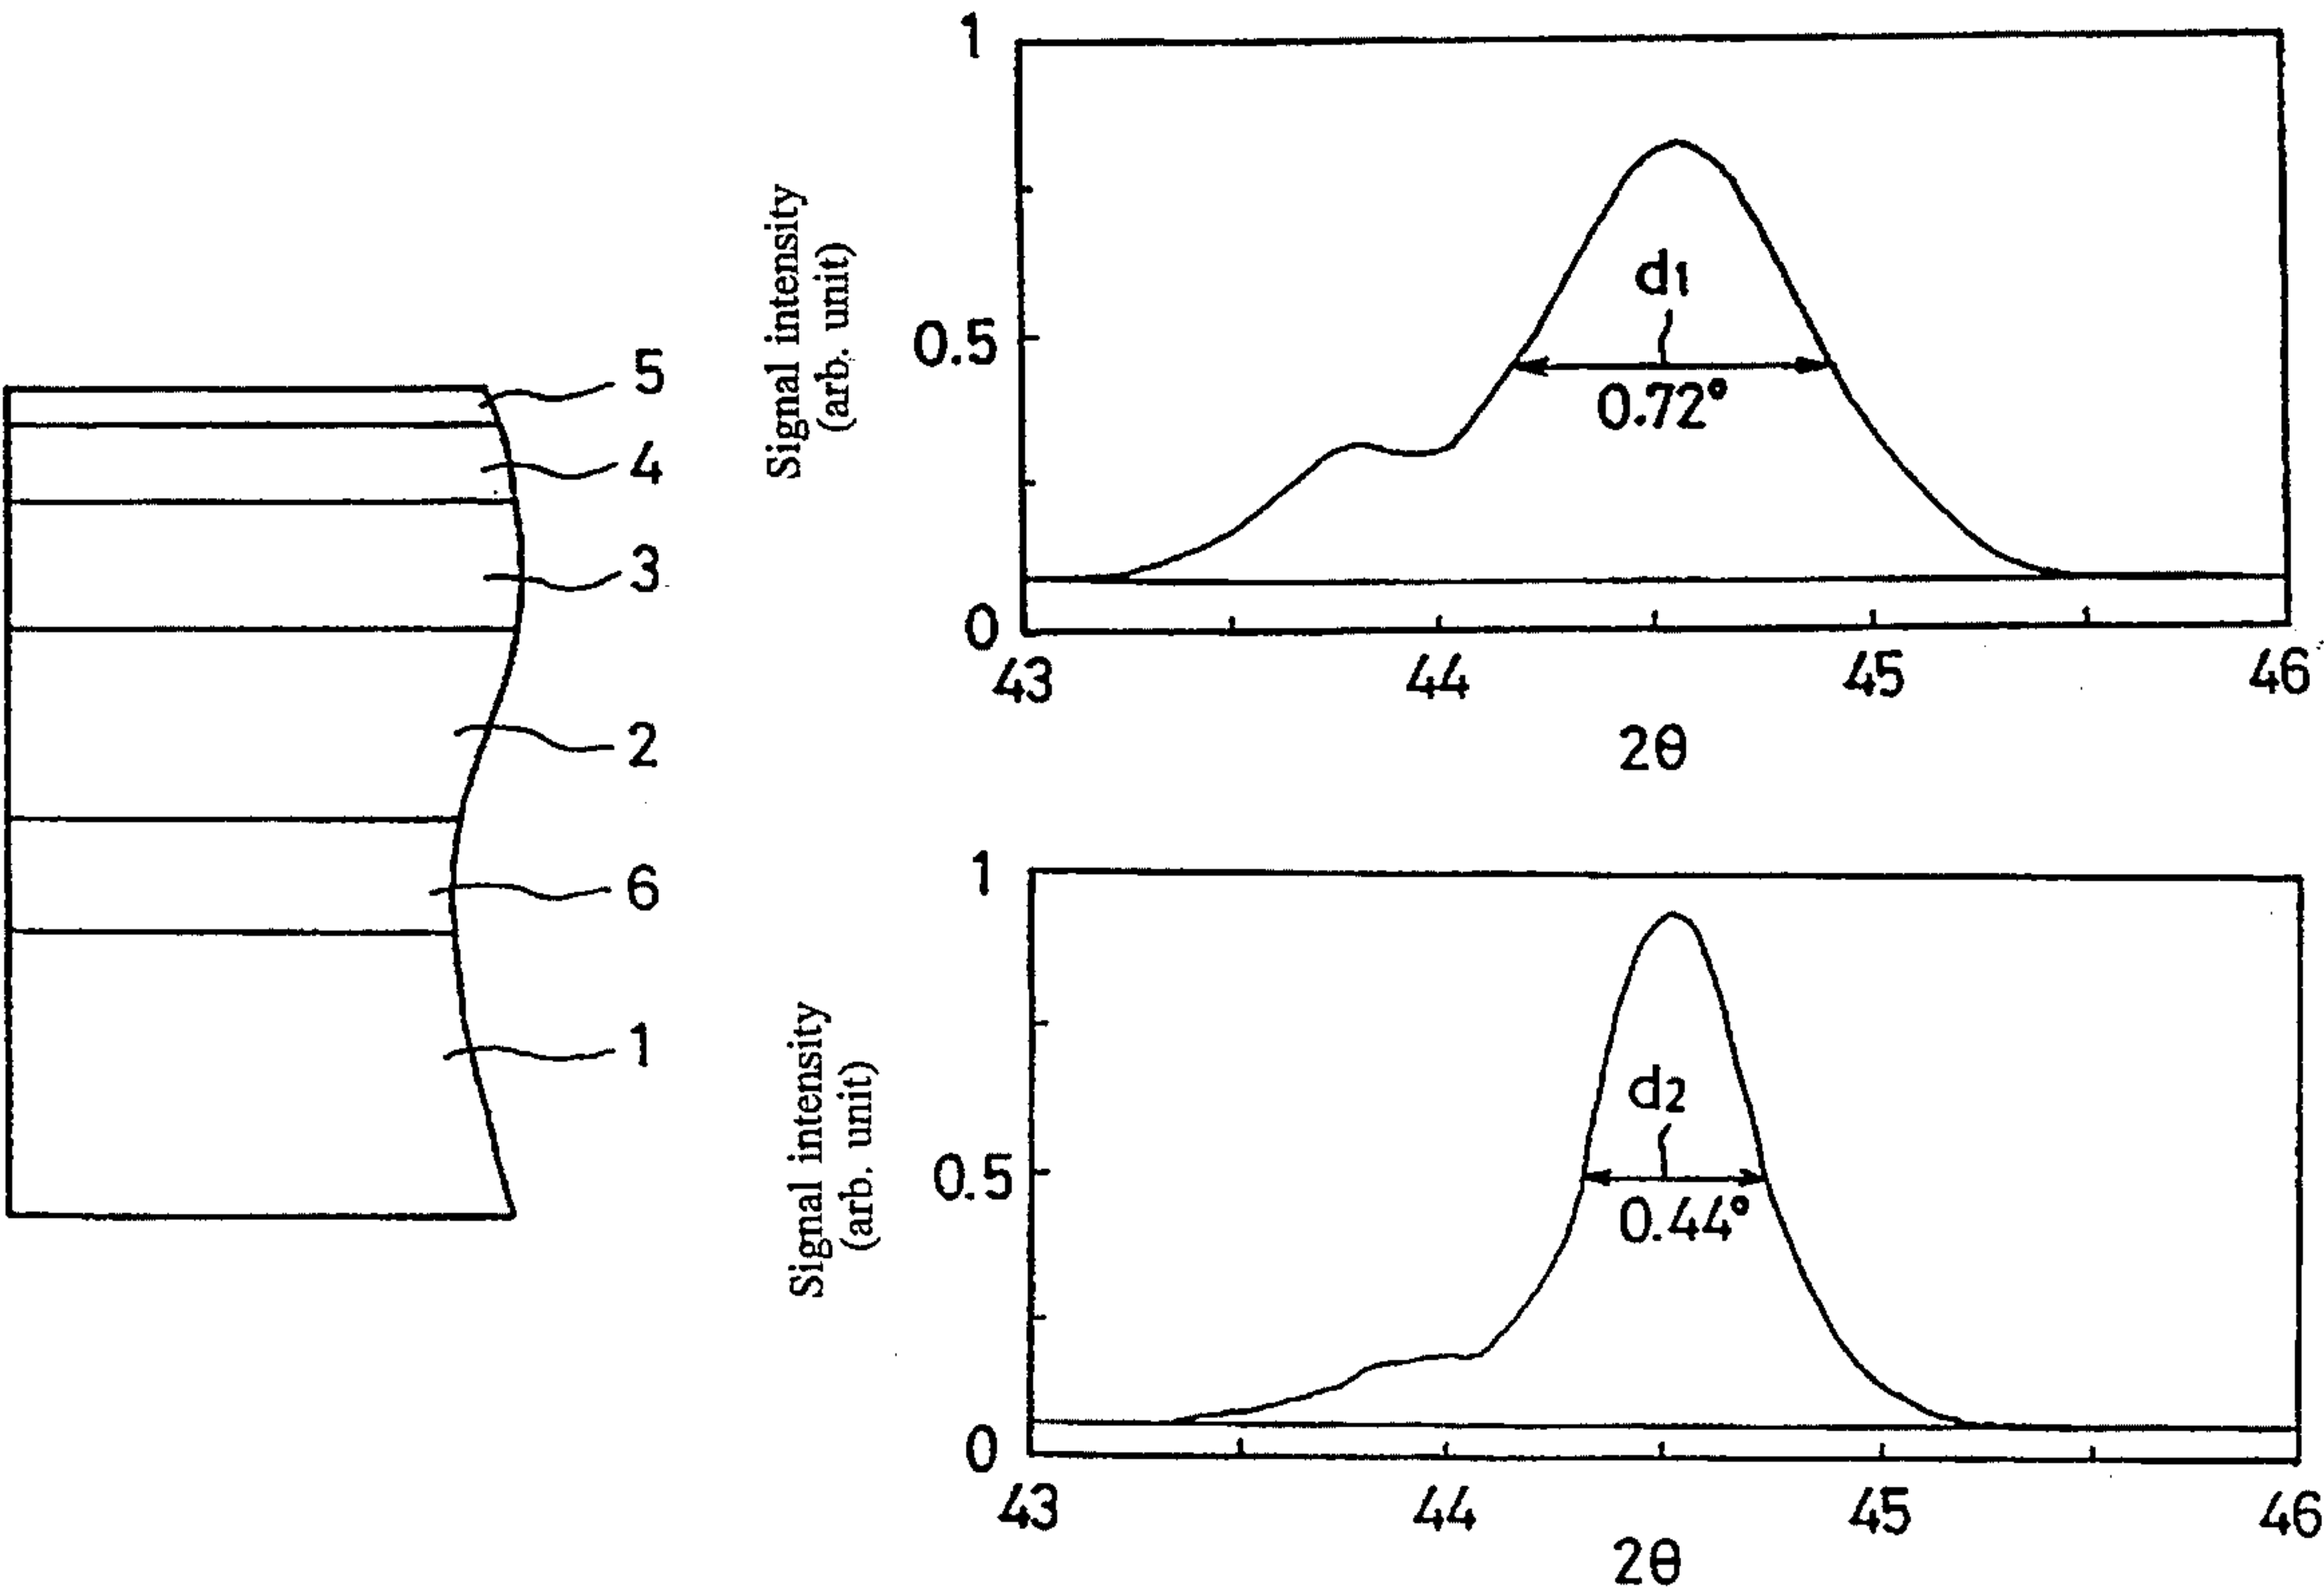 5
4
3
2
6
1
Signal intensity
(arb. unit)
1
0.5
0
d1
0.72°
43
44
45
46
2θ
Signal intensity
(arb. unit)
1
0.5
0
d2
0.44°
43
44
45
46
2θ